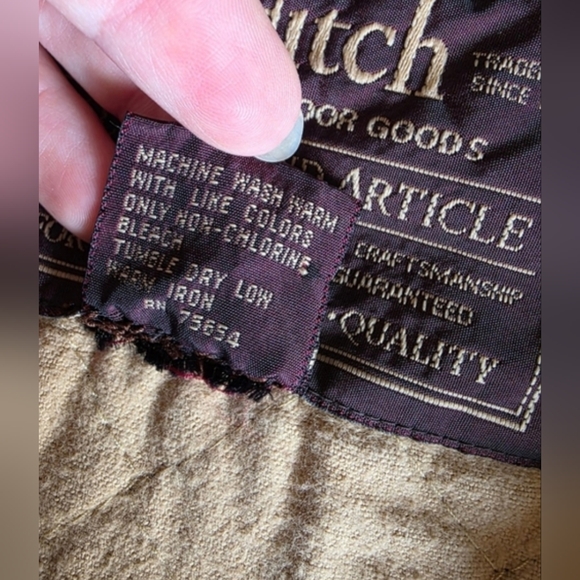 TRADE
SINCE
OOR GOODS
ARTICLE
CRAFTSMANSHIP
GUARANTEED
QUALITY
MACHINE WASH WARM
WITH LIKE COLORS
ONLY NON-CHLORINE
BLEACH
TUMBLE DRY LOW
WARM IRON
RN 75654